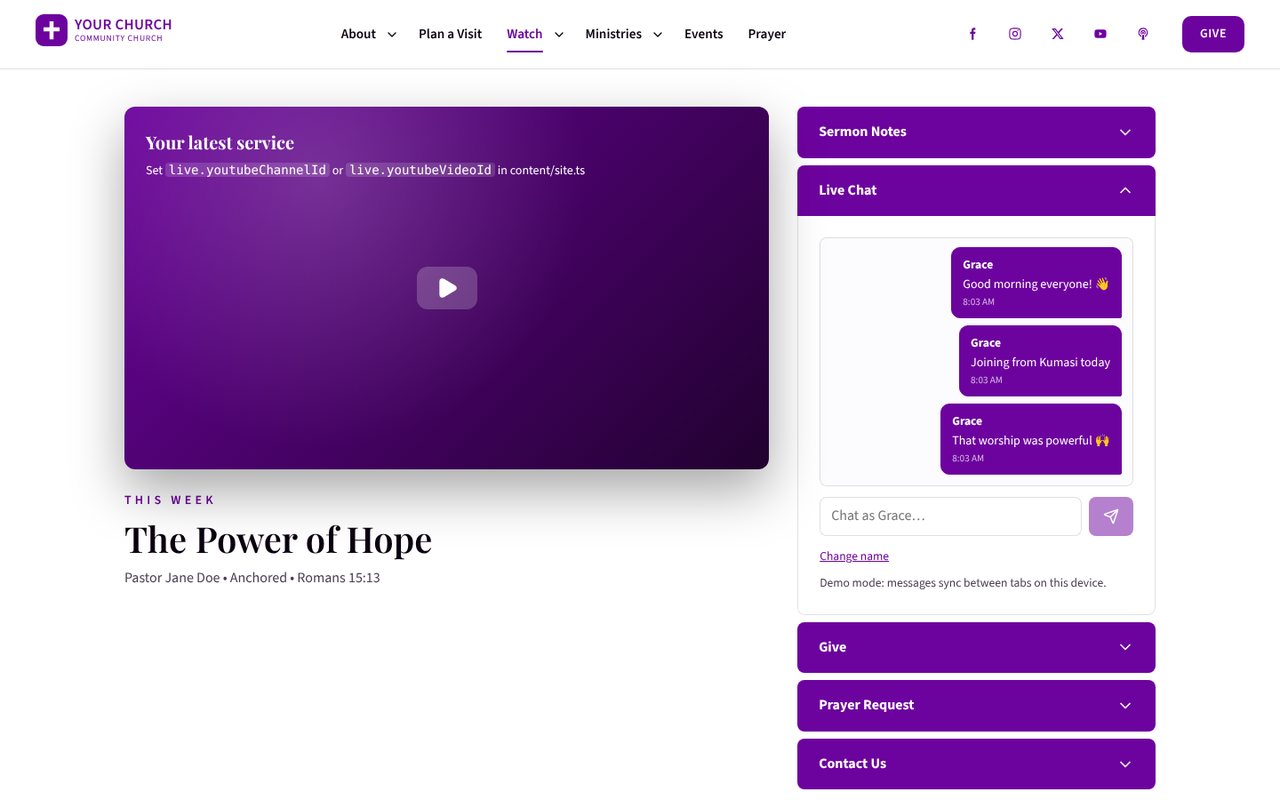 YOUR CHURCH
COMMUNITY CHURCH
About
Plan a Visit
Watch
Ministries
Events
Prayer
GIVE
Your latest service
Set live.youtubeChannelId or live.youtubeVideoId in content/site.ts
THIS WEEK
The Power of Hope
Pastor Jane Doe • Anchored • Romans 15:13
Sermon Notes
Live Chat
Grace
Good morning everyone! 👋
8:03 AM
Grace
Joining from Kumasi today
8:03 AM
Grace
That worship was powerful 🙌
8:03 AM
Chat as Grace…
Change name
Demo mode: messages sync between tabs on this device.
Give
Prayer Request
Contact Us